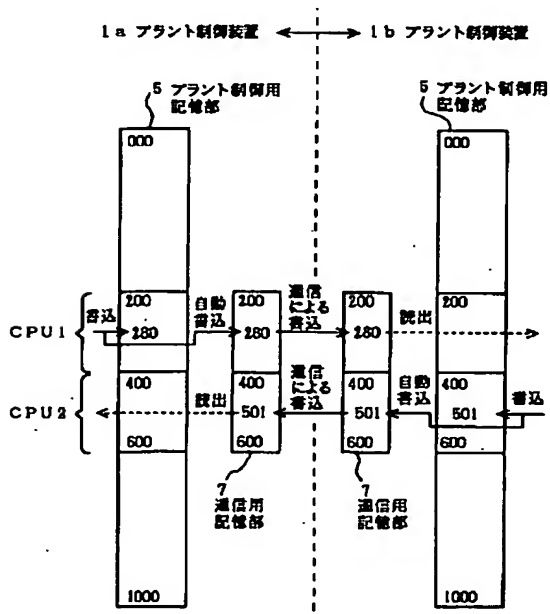 1a プラント制御装置
1b プラント制御装置
5 プラント制御用
記憶部
5 プラント制御用
記憶部
000
000
CPU1
書込
200
280
自動
書込
200
280
通信
による
書込
200
280
読出
200
CPU2
400
600
読出
400
501
600
通信
による
書込
400
501
600
自動
書込
400
501
600
書込
7
通信用
記憶部
7
通信用
記憶部
1000
1000